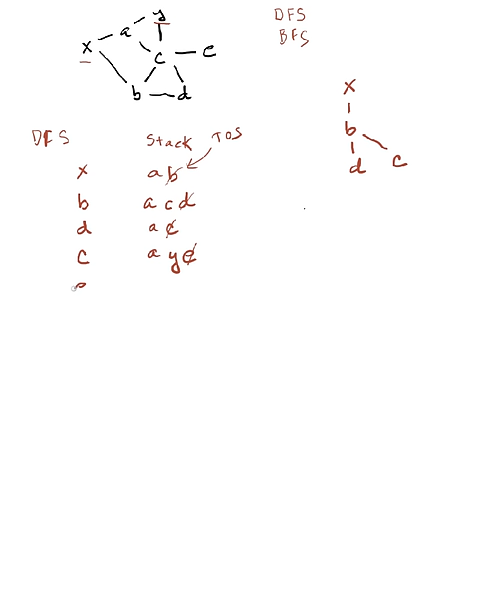 y
a
x
c e
b d
DFS
BFS
DFS Stack TOS
x a b
b a c d
d a c
c a y e
e
x
b
d c